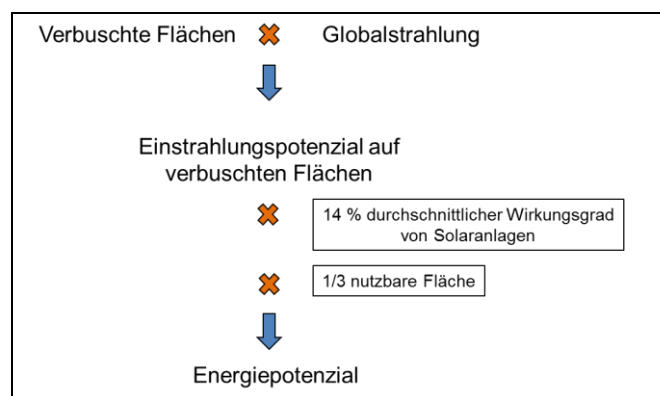 Verbuschte Flächen Globalstrahlung
Einstrahlungspotenzial auf
verbuschten Flächen
14 % durchschnittlicher Wirkungsgrad
von Solaranlagen
1/3 nutzbare Fläche
Energiepotenzial